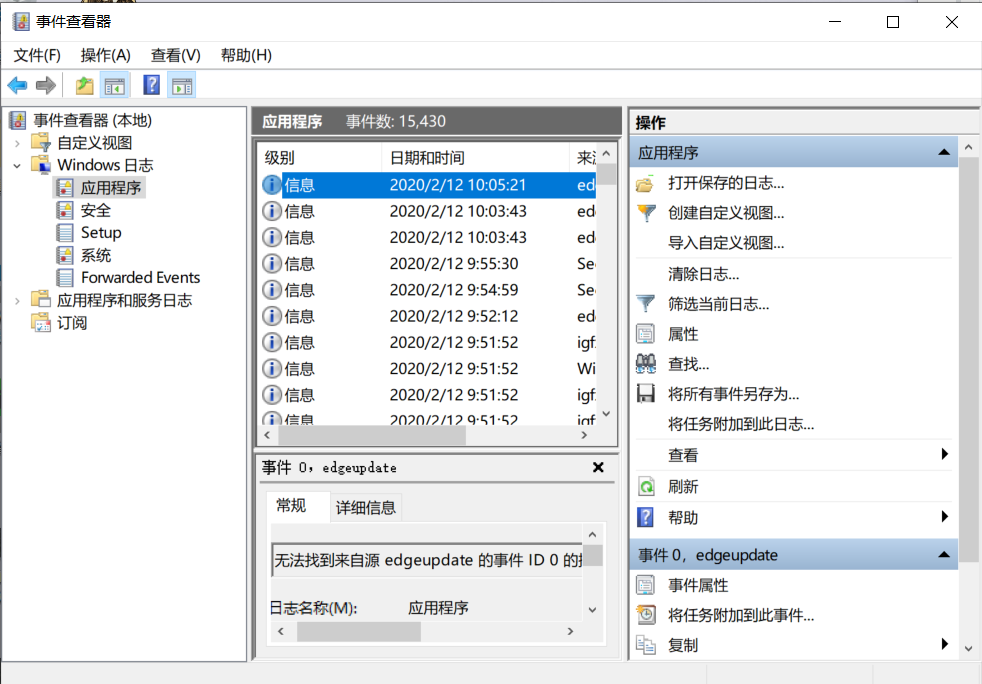 事件查看器
文件(F) 操作(A) 查看(V) 帮助(H)
事件查看器 (本地)
自定义视图
Windows 日志
应用程序
安全
Setup
系统
Forwarded Events
应用程序和服务日志
订阅
应用程序 事件数: 15,430
级别 日期和时间 来
信息 2020/2/12 10:05:21 ed
信息 2020/2/12 10:03:43 ed
信息 2020/2/12 10:03:43 ed
信息 2020/2/12 9:55:30 Se
信息 2020/2/12 9:54:59 Se
信息 2020/2/12 9:52:12 ed
信息 2020/2/12 9:51:52 igf
信息 2020/2/12 9:51:52 Wi
信息 2020/2/12 9:51:52 igf
信息 2020/2/12 9:51:52 igf
事件 0，edgeupdate
常规 详细信息
无法找到来自源 edgeupdate 的事件 ID 0 的
日志名称(M): 应用程序
操作
应用程序
打开保存的日志...
创建自定义视图...
导入自定义视图...
清除日志...
筛选当前日志...
属性
查找...
将所有事件另存为...
将任务附加到此日志...
查看
刷新
帮助
事件 0，edgeupdate
事件属性
将任务附加到此事件...
复制